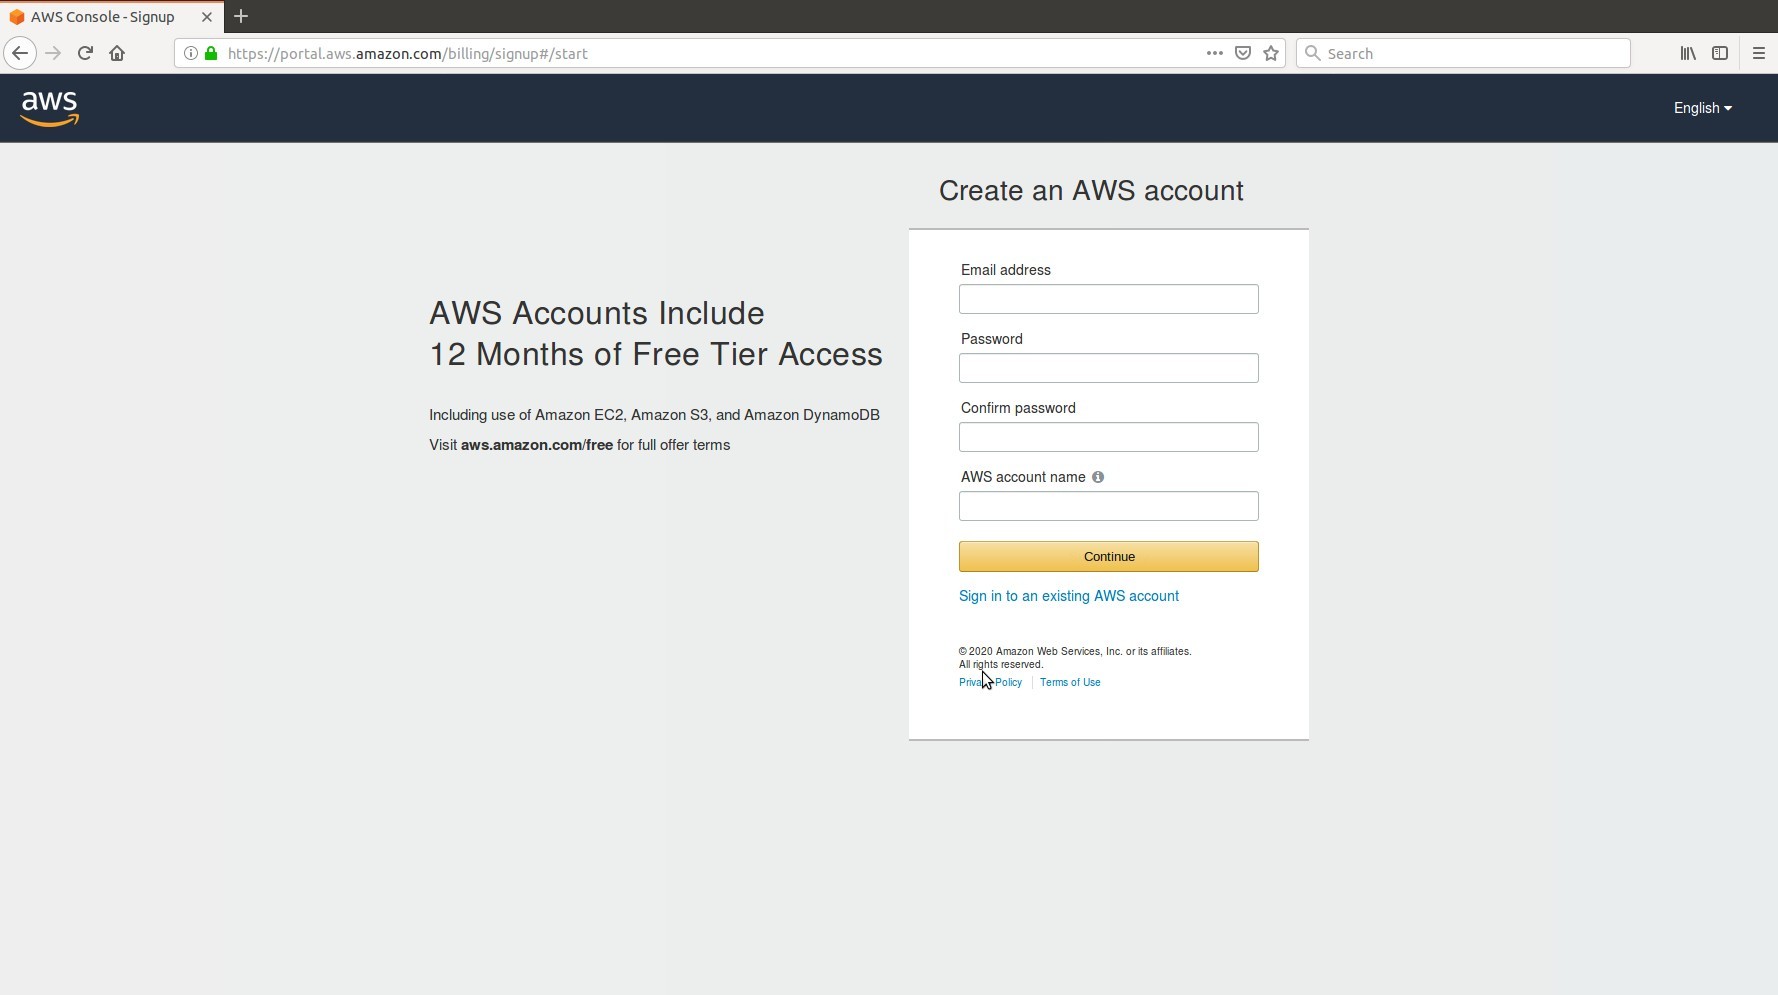 AWS Console - Signup
https://portal.aws.amazon.com/billing/signup#/start
Search
aws
English
Create an AWS account
AWS Accounts Include
12 Months of Free Tier Access
Including use of Amazon EC2, Amazon S3, and Amazon DynamoDB
Visit aws.amazon.com/free for full offer terms
Email address
Password
Confirm password
AWS account name
Continue
Sign in to an existing AWS account
© 2020 Amazon Web Services, Inc. or its affiliates.
All rights reserved.
Privacy Policy Terms of Use